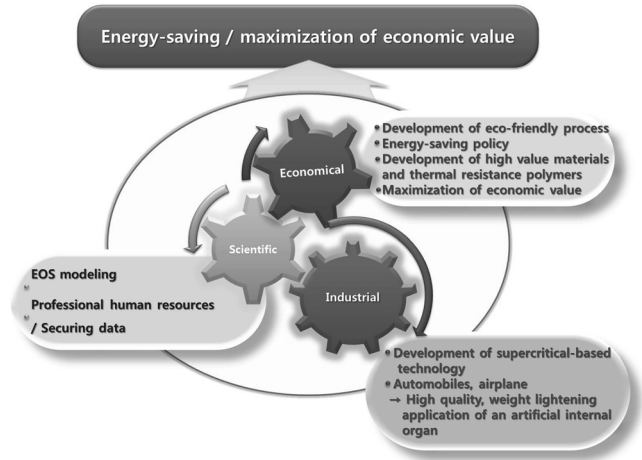 Energy-saving / maximization of economic value
Economical
• Development of eco-friendly process
• Energy-saving policy
• Development of high value materials
and thermal resistance polymers
• Maximization of economic value
Scientific
EOS modeling
Professional human resources
/ Securing data
Industrial
• Development of supercritical-based
technology
• Automobiles, airplane
→ High quality, weight lightening
application of an artificial internal
organ